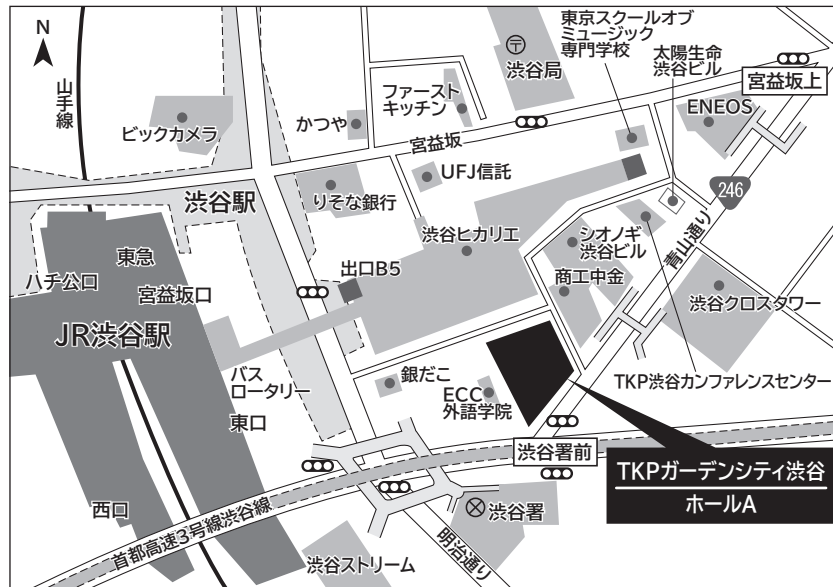 N
山手線
ビックカメラ
かつや
ファースト
キッチン
渋谷局
東京スクールオブ
ミュージック
専門学校
太陽生命
渋谷ビル
宮益坂上
ENEOS
宮益坂
UFJ信託
りそな銀行
渋谷駅
246
青山通り
渋谷ヒカリエ
シオノギ
渋谷ビル
商工中金
渋谷クロスタワー
東急
ハチ公口
宮益坂口
出口B5
JR渋谷駅
バス
ロータリー
東口
銀だこ
ECC
外語学院
TKP渋谷カンファレンスセンター
渋谷署前
TKPガーデンシティ渋谷
ホールA
西口
首都高速3号線渋谷線
渋谷署
渋谷ストリーム
明治通り